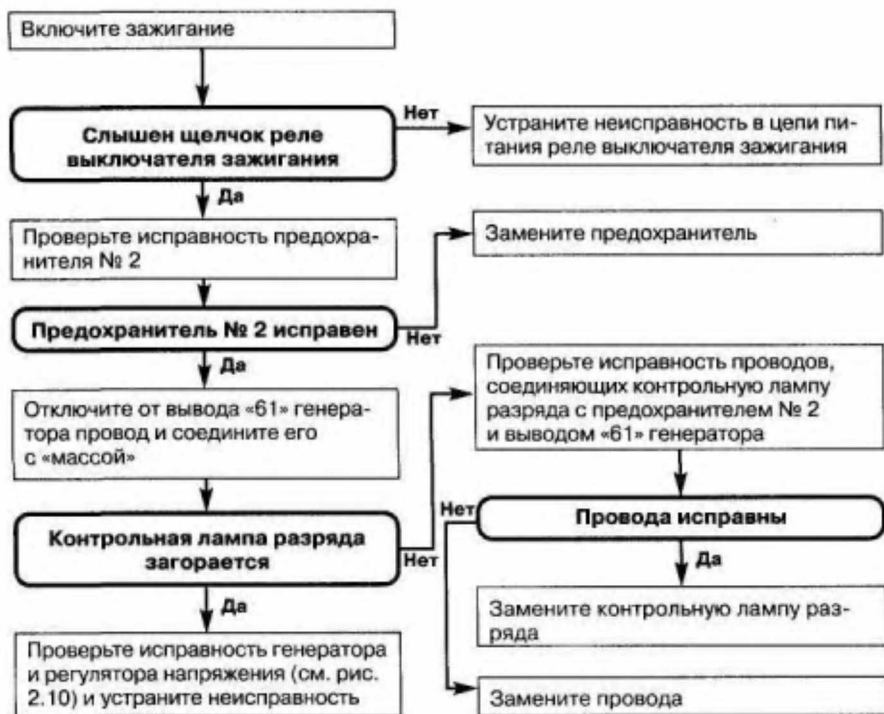 Включите зажигание
Слышен щелчок реле
выключателя зажигания
Нет
Устраните неисправность в цепи пи-
тания реле выключателя зажигания
Да
Проверьте исправность предохра-
нителя № 2
Замените предохранитель
Предохранитель № 2 исправен
Нет
Да
Отключите от вывода «61» генера-
тора провод и соедините его
с «массой»
Проверьте исправность проводов,
соединяющих контрольную лампу
разряда с предохранителем № 2
и выводом «61» генератора
Контрольная лампа разряда
загорается
Нет
Нет
Провода исправны
Да
Да
Проверьте исправность генератора
и регулятора напряжения (см. рис.
2.10) и устраните неисправность
Замените контрольную лампу раз-
ряда
Замените провода